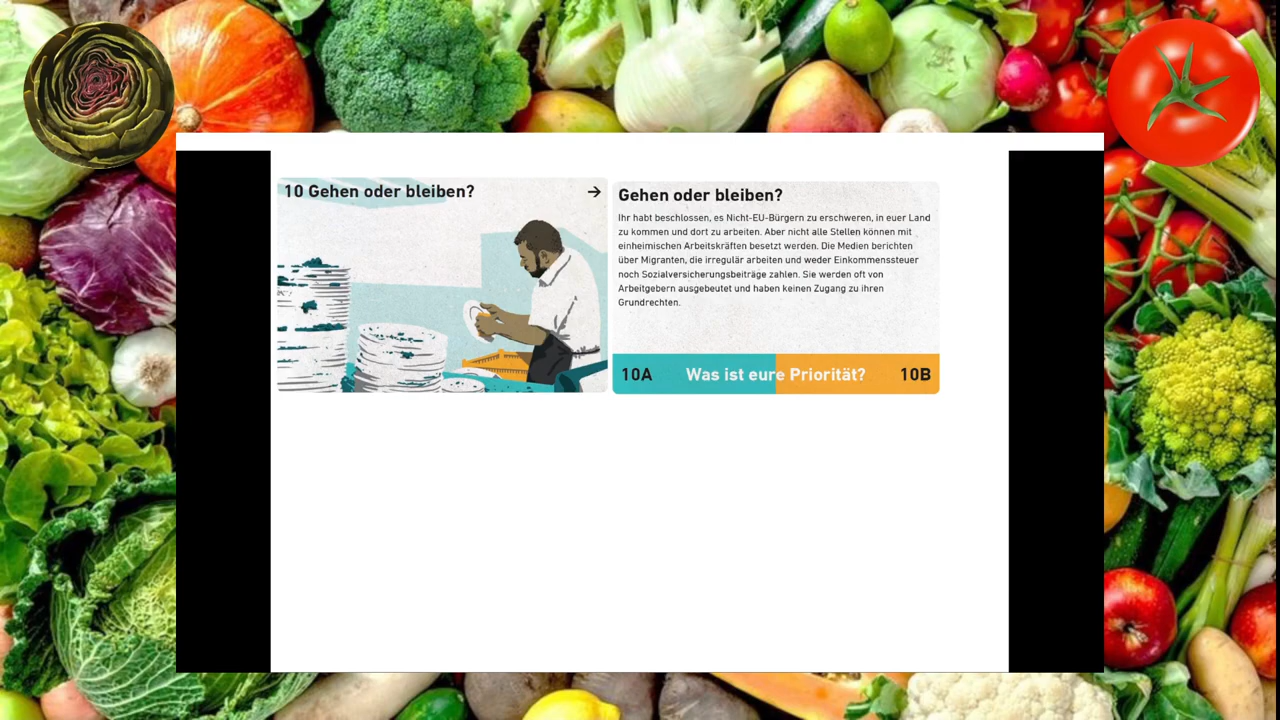 10 Gehen oder bleiben? →
Gehen oder bleiben?
Ihr habt beschlossen, es Nicht-EU-Bürgern zu erschweren, in euer Land
zu kommen und dort zu arbeiten. Aber nicht alle Stellen können mit
einheimischen Arbeitskräften besetzt werden. Die Medien berichten
über Migranten, die irregulär arbeiten und weder Einkommenssteuer
noch Sozialversicherungsbeiträge zahlen. Sie werden oft von
Arbeitgebern ausgebeutet und haben keinen Zugang zu ihren
Grundrechten.
10A Was ist eure Priorität? 10B